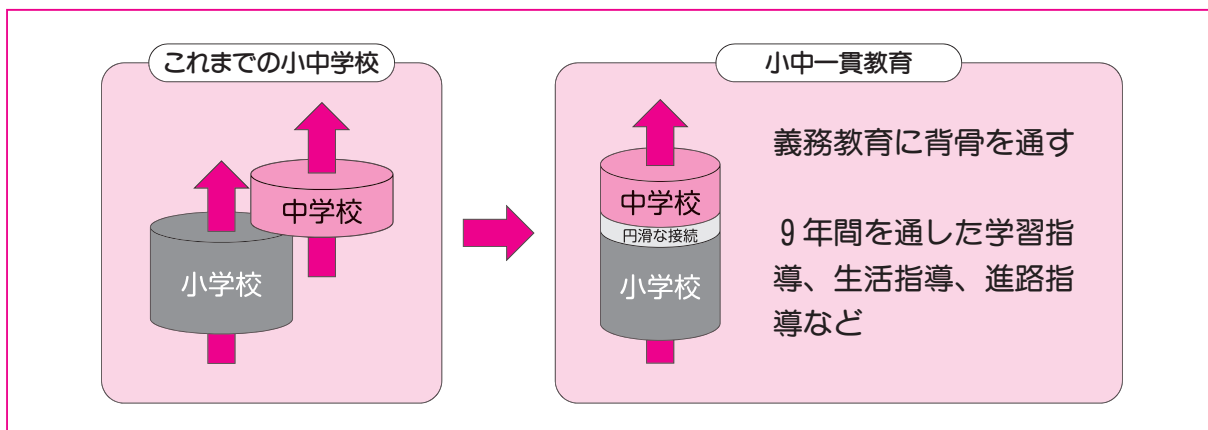 これまでの小中学校
中学校
小学校
小中一貫教育
中学校
円滑な接続
小学校
義務教育に背骨を通す
9年間を通した学習指
導、生活指導、進路指
導など